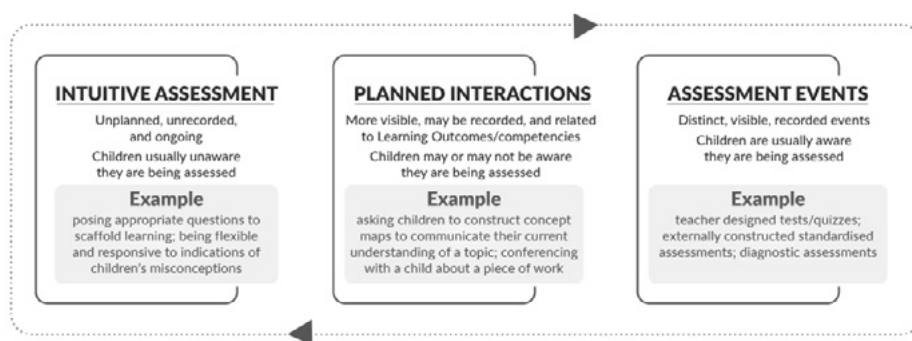 INTUITIVE ASSESSMENT
Unplanned, unrecorded,
and ongoing
Children usually unaware
they are being assessed
Example
posing appropriate questions to
scaffold learning; being flexible
and responsive to indications of
children's misconceptions
PLANNED INTERACTIONS
More visible, may be recorded, and related
to Learning Outcomes/competencies
Children may or may not be aware
they are being assessed
Example
asking children to construct concept
maps to communicate their current
understanding of a topic; conferencing
with a child about a piece of work
ASSESSMENT EVENTS
Distinct, visible, recorded events
Children are usually aware
they are being assessed
Example
teacher designed tests/quizzes;
externally constructed standardised
assessments; diagnostic assessments